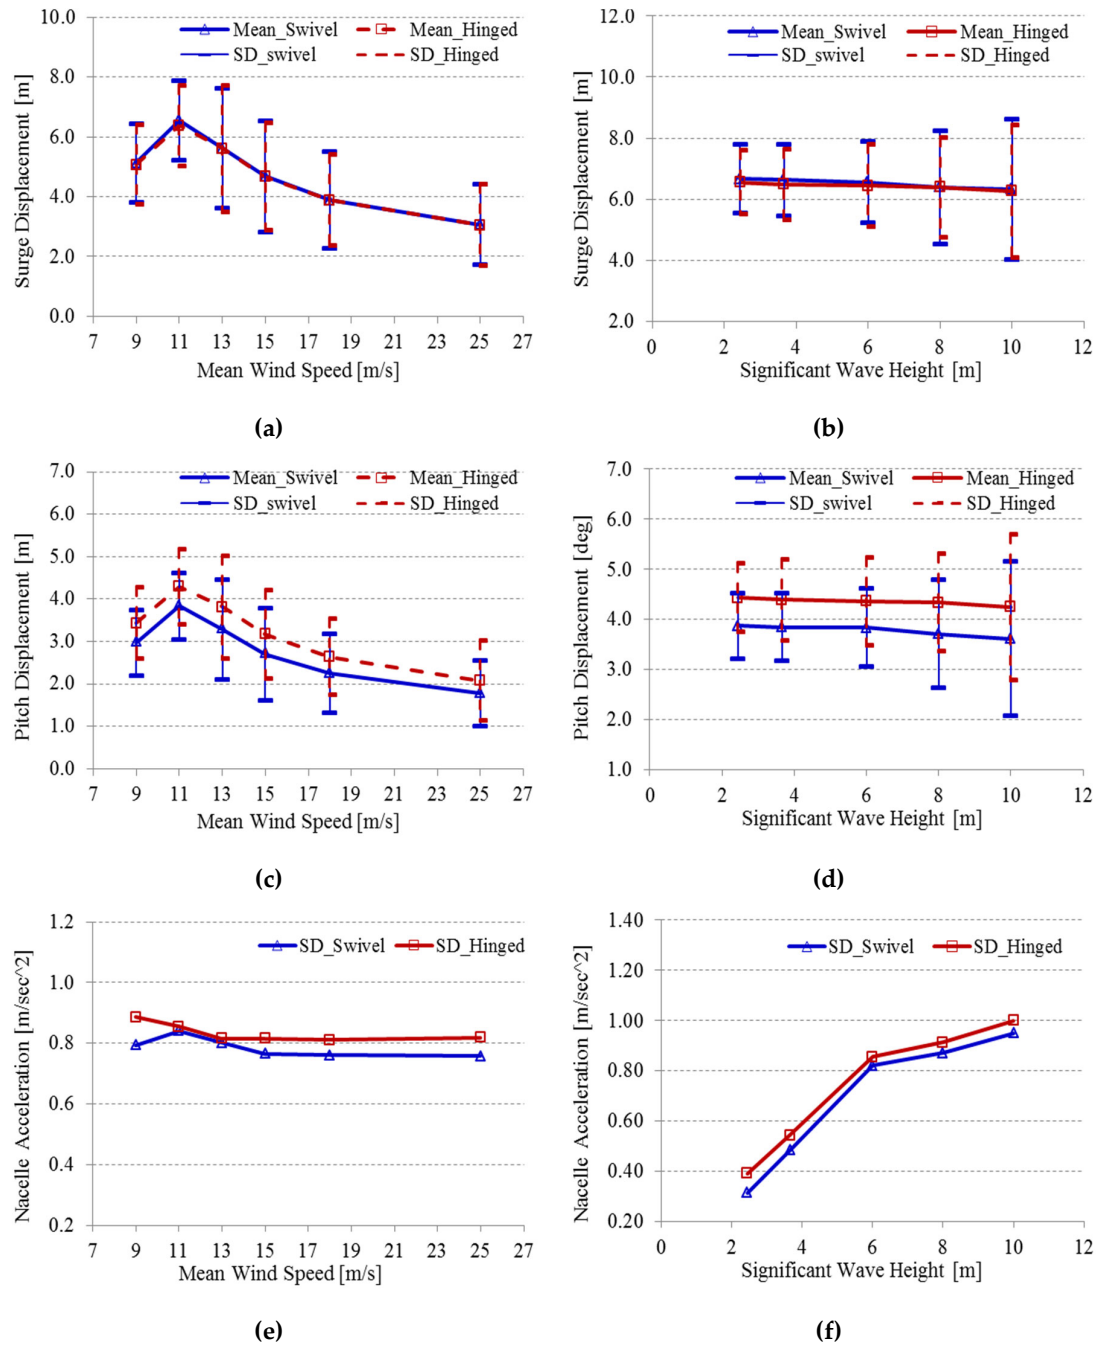 10.0
8.0
6.0
4.0
2.0
0.0
Surge Displacement [m]
Mean_Swivel
Mean_Hinged
SD_swivel
SD_Hinged
7 9 11 13 15 17 19 21 23 25 27
Mean Wind Speed [m/s]
(a)
12.0
10.0
8.0
6.0
4.0
2.0
Surge Displacement [m]
Mean_Swivel
Mean_Hinged
SD_swivel
SD_Hinged
0 2 4 6 8 10 12
Significant Wave Height [m]
(b)
7.0
6.0
5.0
4.0
3.0
2.0
1.0
0.0
Pitch Displacement [m]
Mean_Swivel
Mean_Hinged
SD_swivel
SD_Hinged
7 9 11 13 15 17 19 21 23 25 27
Mean Wind Speed [m/s]
(c)
7.0
6.0
5.0
4.0
3.0
2.0
1.0
Pitch Displacement [deg]
Mean_Swivel
Mean_Hinged
SD_swivel
SD_Hinged
0 2 4 6 8 10 12
Significant Wave Height [m]
(d)
1.2
1.0
0.8
0.6
0.4
0.2
Nacelle Acceleration [m/sec^2]
SD_Swivel
SD_Hinged
7 9 11 13 15 17 19 21 23 25 27
Mean Wind Speed [m/s]
(e)
1.40
1.20
1.00
0.80
0.60
0.40
0.20
Nacelle Acceleration [m/sec^2]
SD_Swivel
SD_Hinged
0 2 4 6 8 10 12
Significant Wave Height [m]
(f)